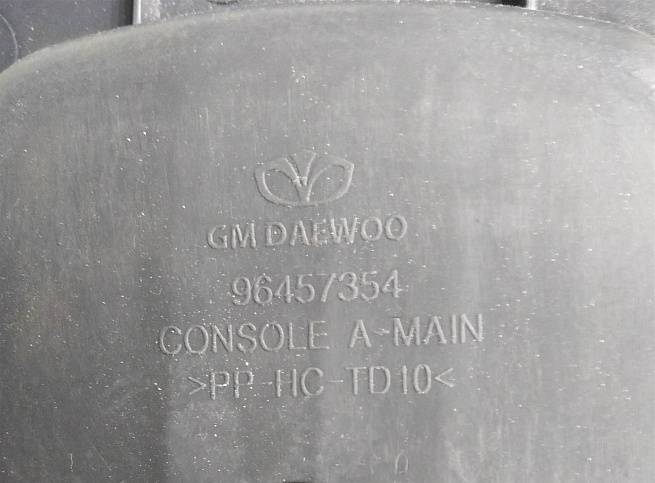 GM DAEWOO
96457354
CONSOLE A-MAIN
>PP-HC-TD10<